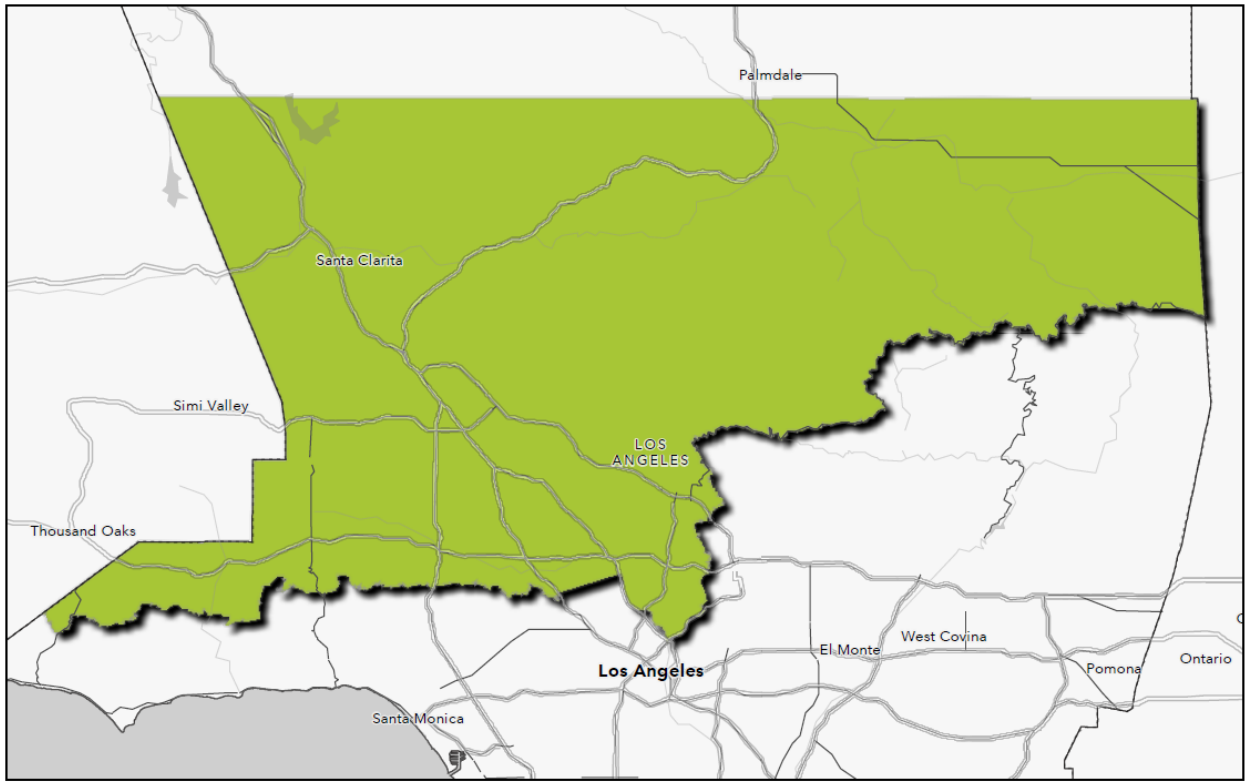 Palmdale
Santa Clarita
Simi Valley
LOS
ANGELES
Thousand Oaks
West Covina
El Monte
Ontario
Los Angeles
Pomona
Santa Monica